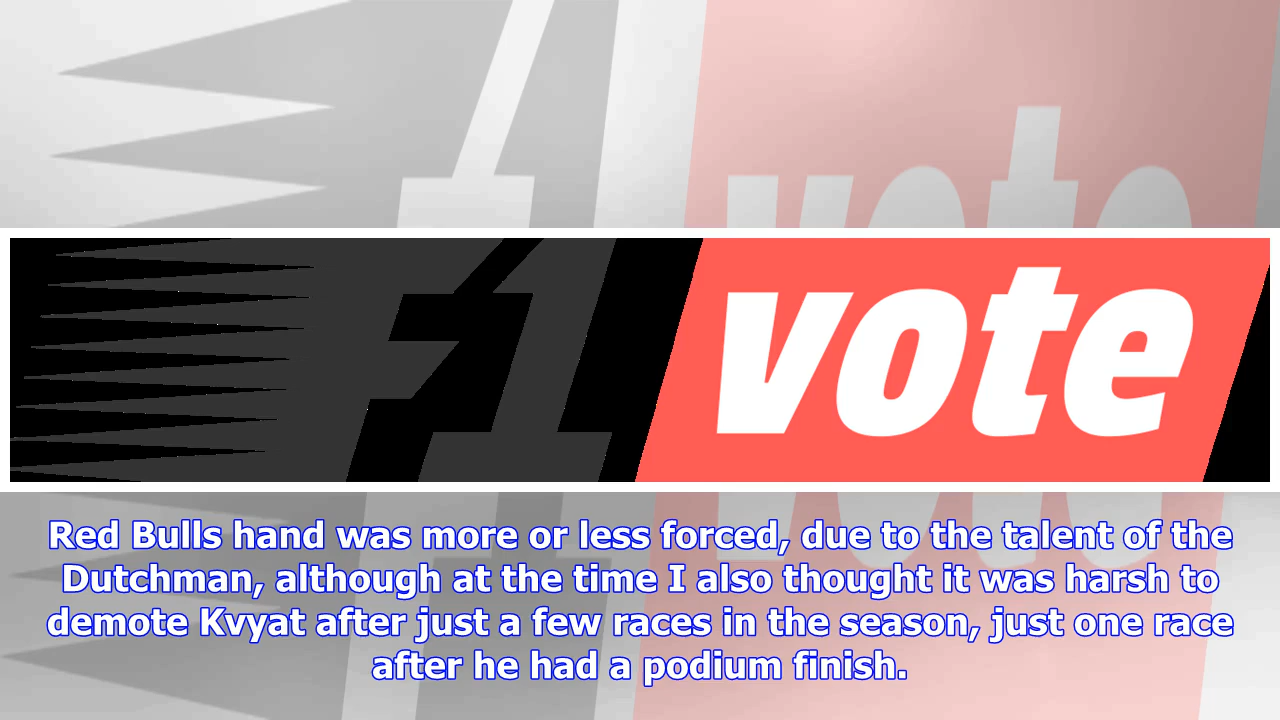 vote
F1 vote
Red Bulls hand was more or less forced, due to the talent of the
Dutchman, although at the time I also thought it was harsh to
demote Kvyat after just a few races in the season, just one race
after he had a podium finish.